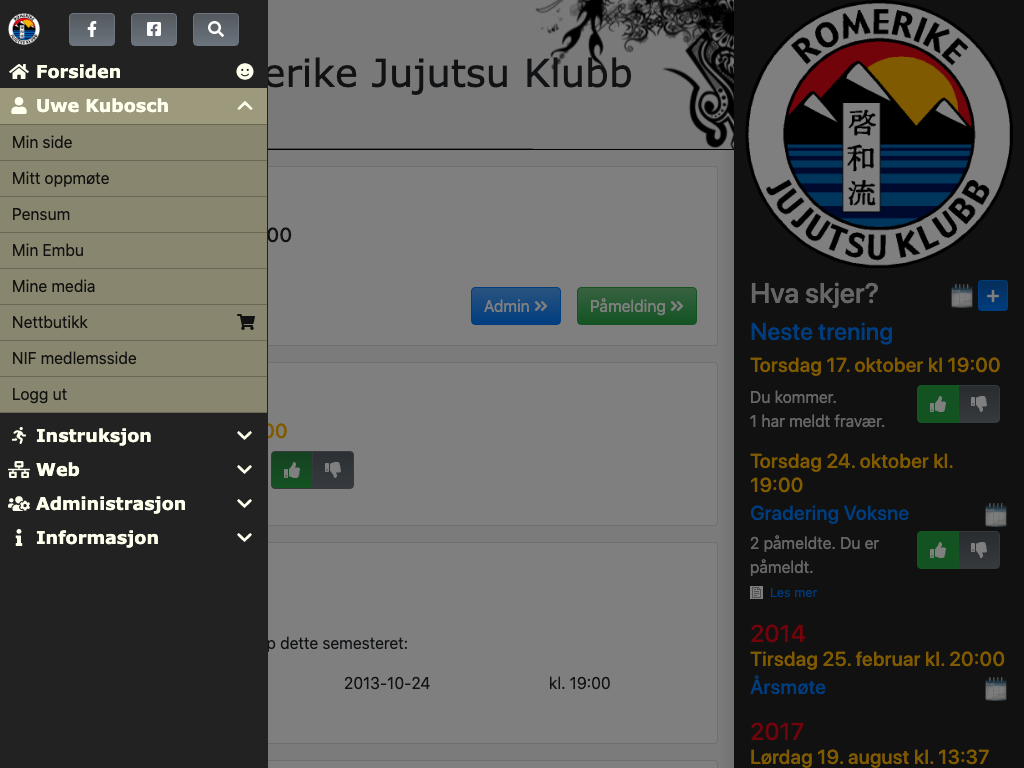 Forsiden
Uwe Kubosch
Min side
Mitt oppmøte
Pensum
Min Embu
Mine media
Nettbutikk
NIF medlemsside
Logg ut
Instruksjon
Web
Administrasjon
Informasjon
erike Jujutsu Klubb
00
Admin
Påmelding
00
p dette semesteret:
2013-10-24 kl. 19:00
ROMERIKE
啓和流
JUJUTSU KLUBB
Hva skjer?
Neste trening
Torsdag 17. oktober kl 19:00
Du kommer.
1 har meldt fravær.
Torsdag 24. oktober kl.
19:00
Gradering Voksne
2 påmeldte. Du er
påmeldt.
Les mer
2014
Tirsdag 25. februar kl. 20:00
Årsmøte
2017
Lørdag 19. august kl. 13:37